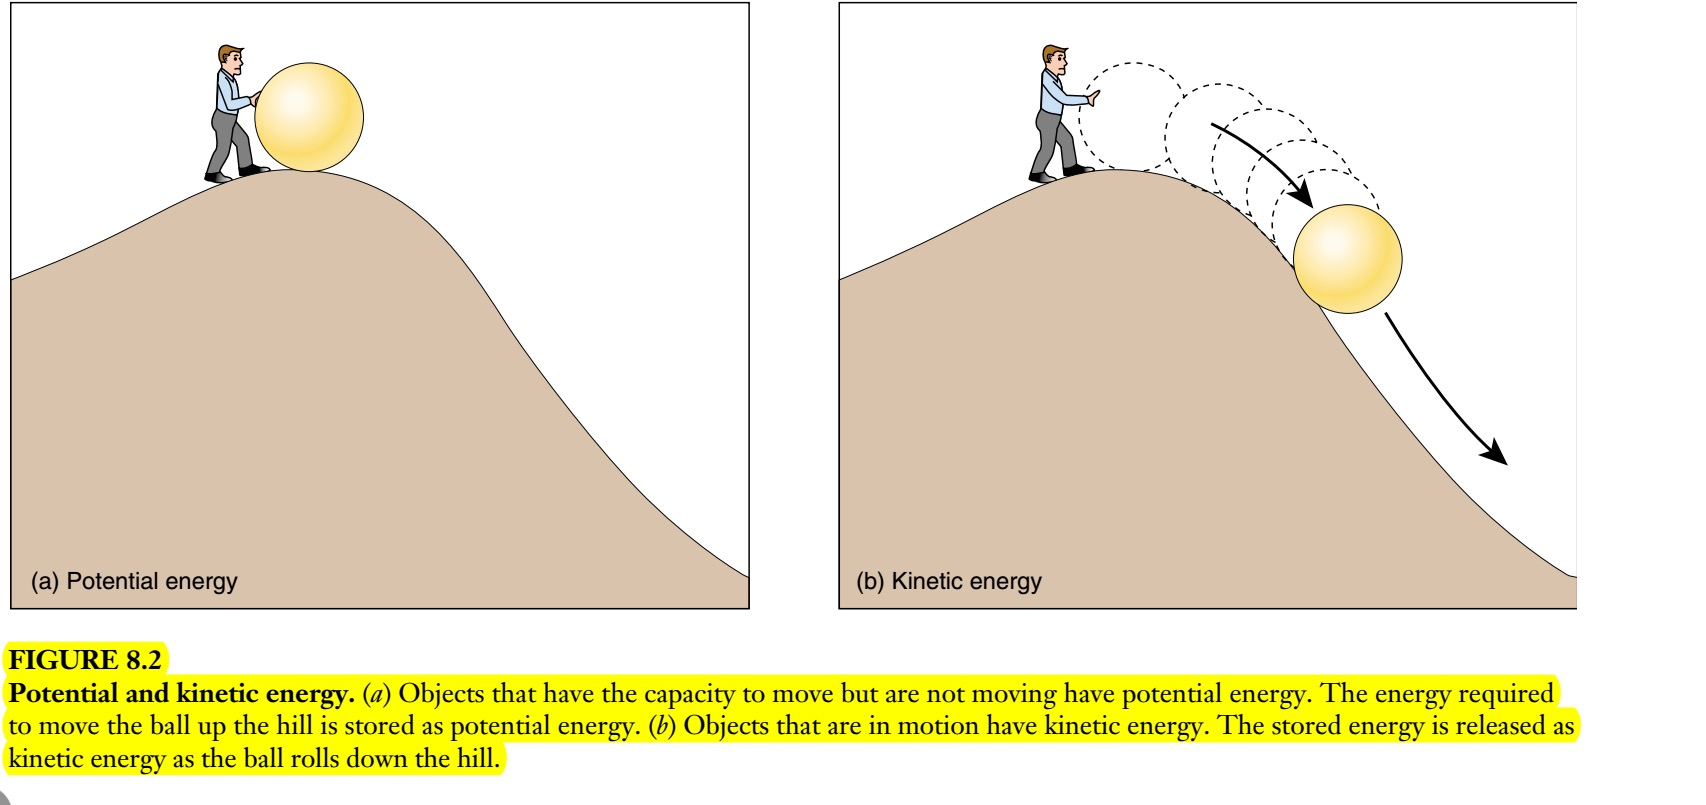 (a) Potential energy
(b) Kinetic energy
FIGURE 8.2
Potential and kinetic energy. (a) Objects that have the capacity to move but are not moving have potential energy. The energy required
to move the ball up the hill is stored as potential energy. (b) Objects that are in motion have kinetic energy. The stored energy is released as
kinetic energy as the ball rolls down the hill.